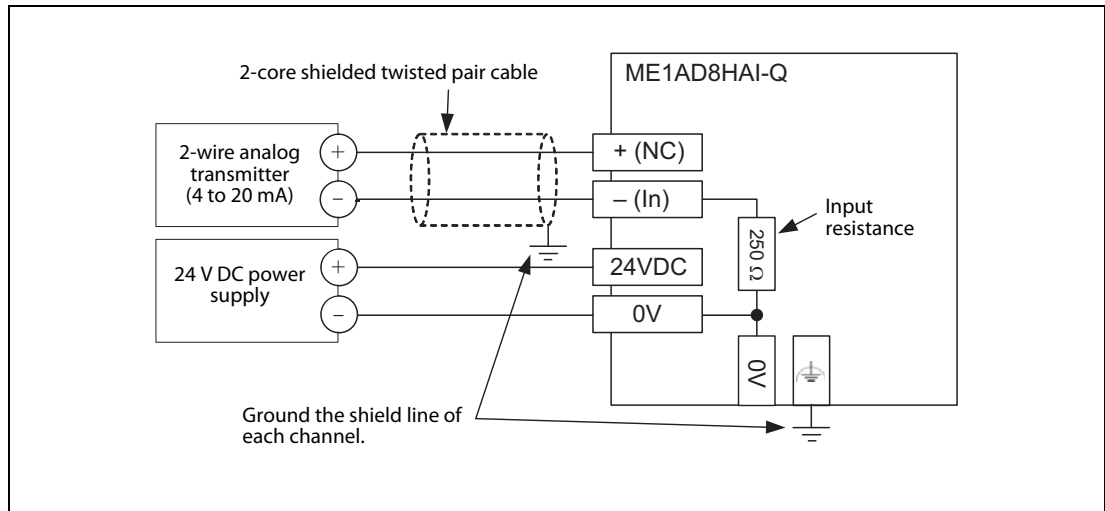 2-core shielded twisted pair cable
ME1AD8HAI-Q
2-wire analog
transmitter
(4 to 20 mA)
+
–
+ (NC)
– (In)
Input
resistance
250 Ω
24 V DC power
supply
+
–
24VDC
0V
0V
Ground the shield line of
each channel.